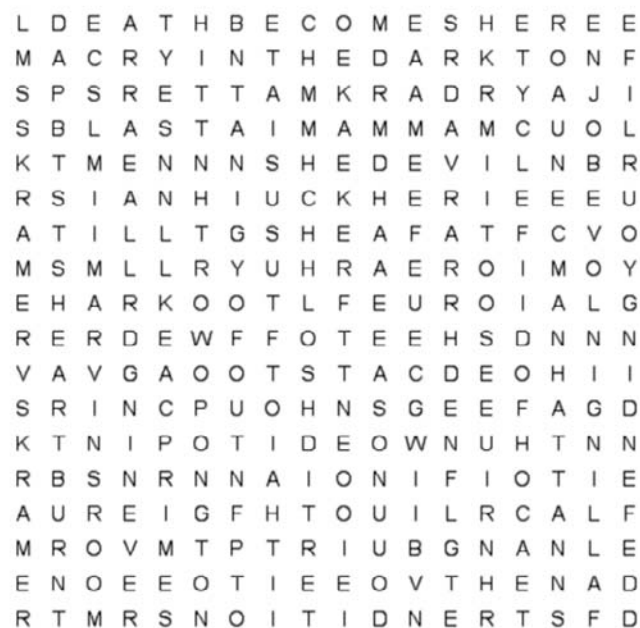 L D E A T H B E C O M E S H E R E E
M A C R Y I N T H E D A R K T O N F
S P S R E T T A M K R A D R Y A J I
S B L A S T A I M A M M A M C U O L
K T M E N N N S H E D E V I L N B R
R S I A N H I U C K H E R I E E E U
A T I L L T G S H E A F A T F C V O
M S M L L R Y U H R A E R O I M O Y
E H A R K O O T L F E U R O I A L G
R E R D E W F F O T E E H S D N N N
V A V G A O O T S T A C D E O H I I
S R I N C P U O H N S G E E F A G D
K T N I P O T I D E O W N U H T N N
R B S N R N N A I O N I F I O T I E
A U R E I G F H T O U I L R C A L F
M R O V M T P T R I U B G N A N L E
E N O E E O T I E E O V T H E N A D
R T M R S N O I T I D N E R T S F D